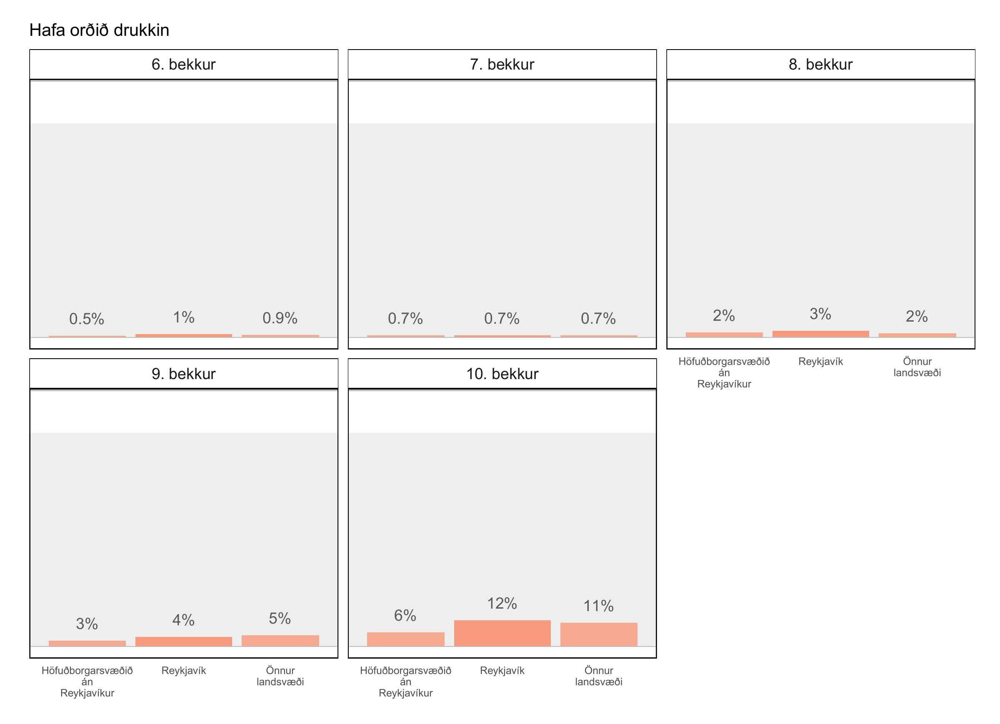 Hafa orðið drukkin
6. bekkur
7. bekkur
8. bekkur
0.5%
1%
0.9%
0.7%
0.7%
0.7%
2%
3%
2%
Höfuðborgarsvæðið
án
Reykjavíkur
Reykjavík
Önnur
landsvæði
9. bekkur
10. bekkur
3%
4%
5%
6%
12%
11%
Höfuðborgarsvæðið
án
Reykjavíkur
Reykjavík
Önnur
landsvæði
Höfuðborgarsvæðið
án
Reykjavíkur
Reykjavík
Önnur
landsvæði